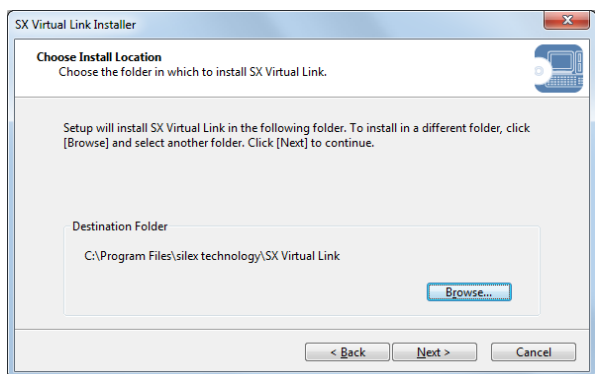 SX Virtual Link Installer
Choose Install Location
Choose the folder in which to install SX Virtual Link.
Setup will install SX Virtual Link in the following folder. To install in a different folder, click
[Browse] and select another folder. Click [Next] to continue.
Destination Folder
C:\Program Files\silex technology\SX Virtual Link
Browse...
< Back Next > Cancel